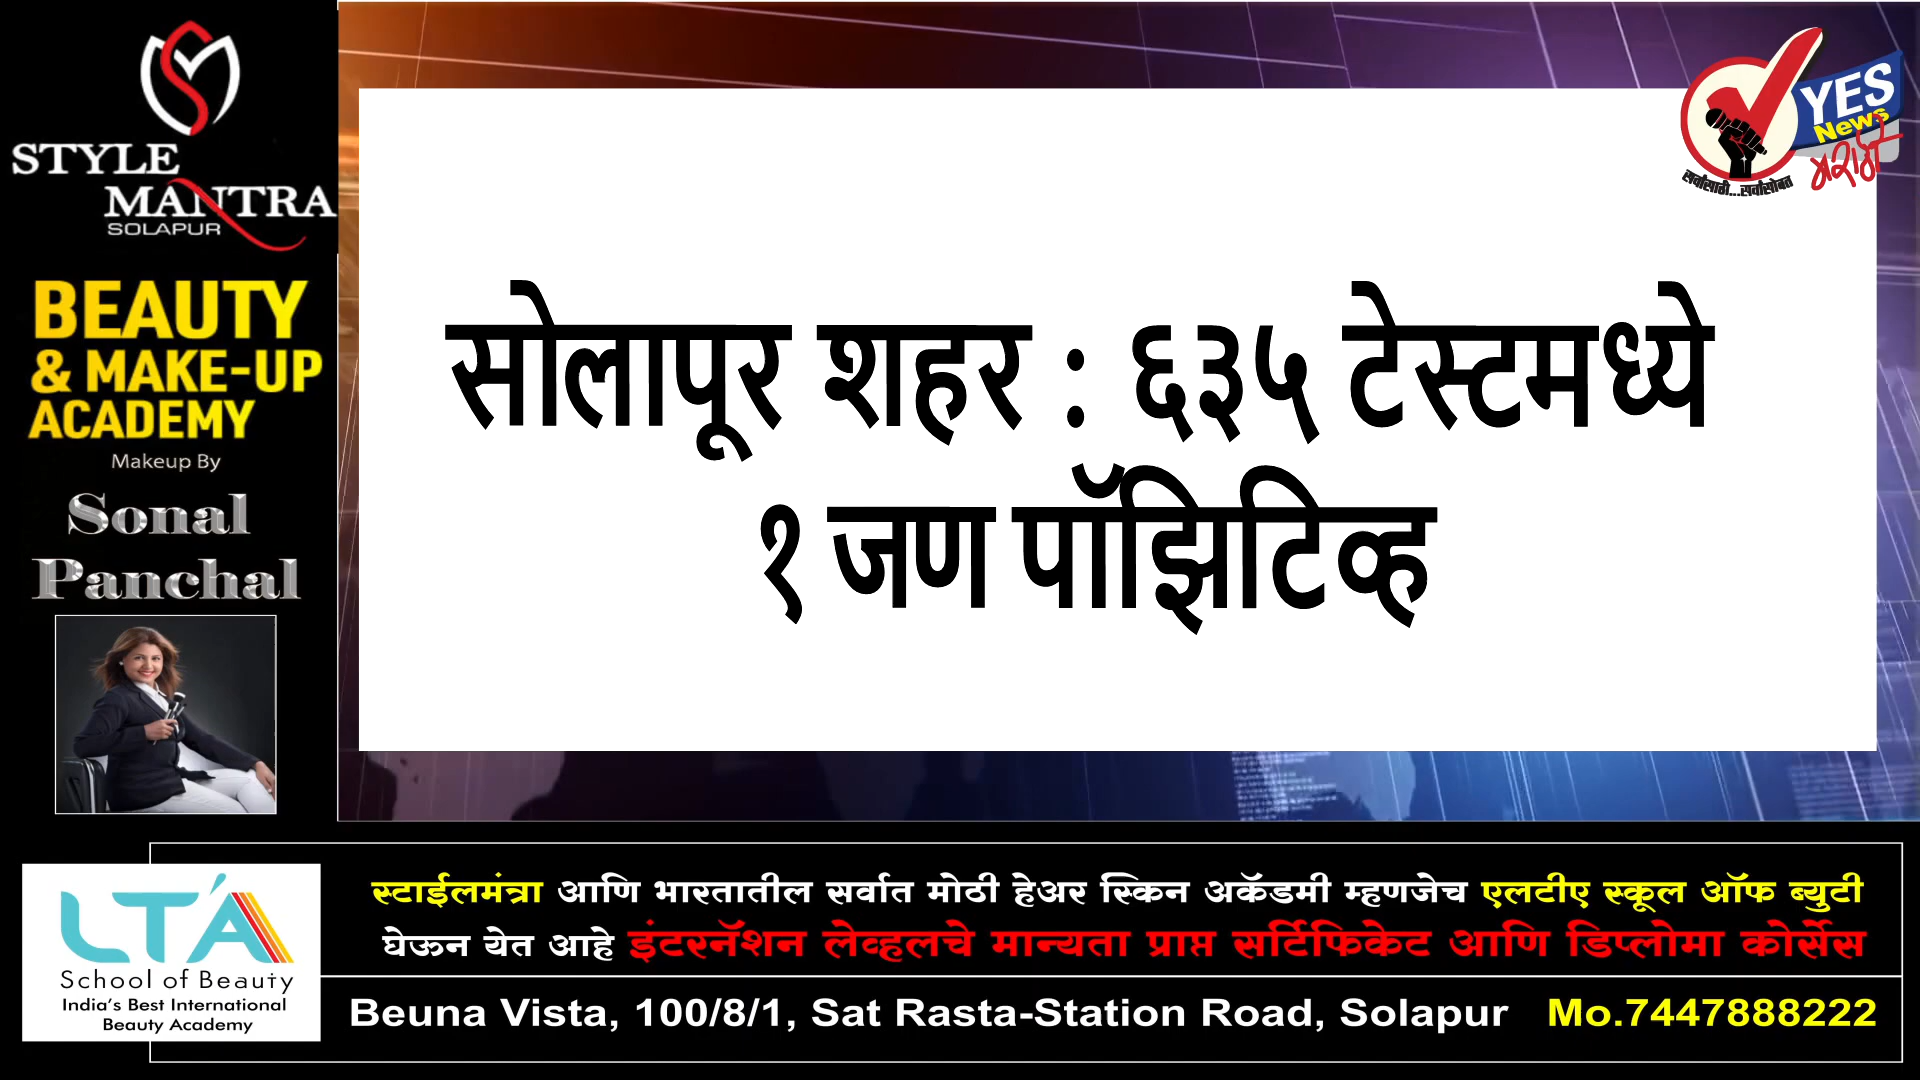 STYLE
MANTRA
SOLAPUR
BEAUTY
& MAKE-UP
ACADEMY
Makeup By
Sonal
Panchal
YES
News
मराठी
सर्वांसाठी...सर्वांसोबत
सोलापूर शहर : ६३५ टेस्टमध्ये
१ जण पॉझिटिव्ह
LTA
School of Beauty
India's Best International
Beauty Academy
स्टाईलमंत्रा आणि भारतातील सर्वात मोठी हेअर स्किन अकॅडमी म्हणजेच एलटीए स्कूल ऑफ ब्युटी
घेऊन येत आहे इंटरनॅशन लेव्हलचे मान्यता प्राप्त सर्टिफिकेट आणि डिप्लोमा कोर्सेस
Beuna Vista, 100/8/1, Sat Rasta-Station Road, Solapur Mo.7447888222